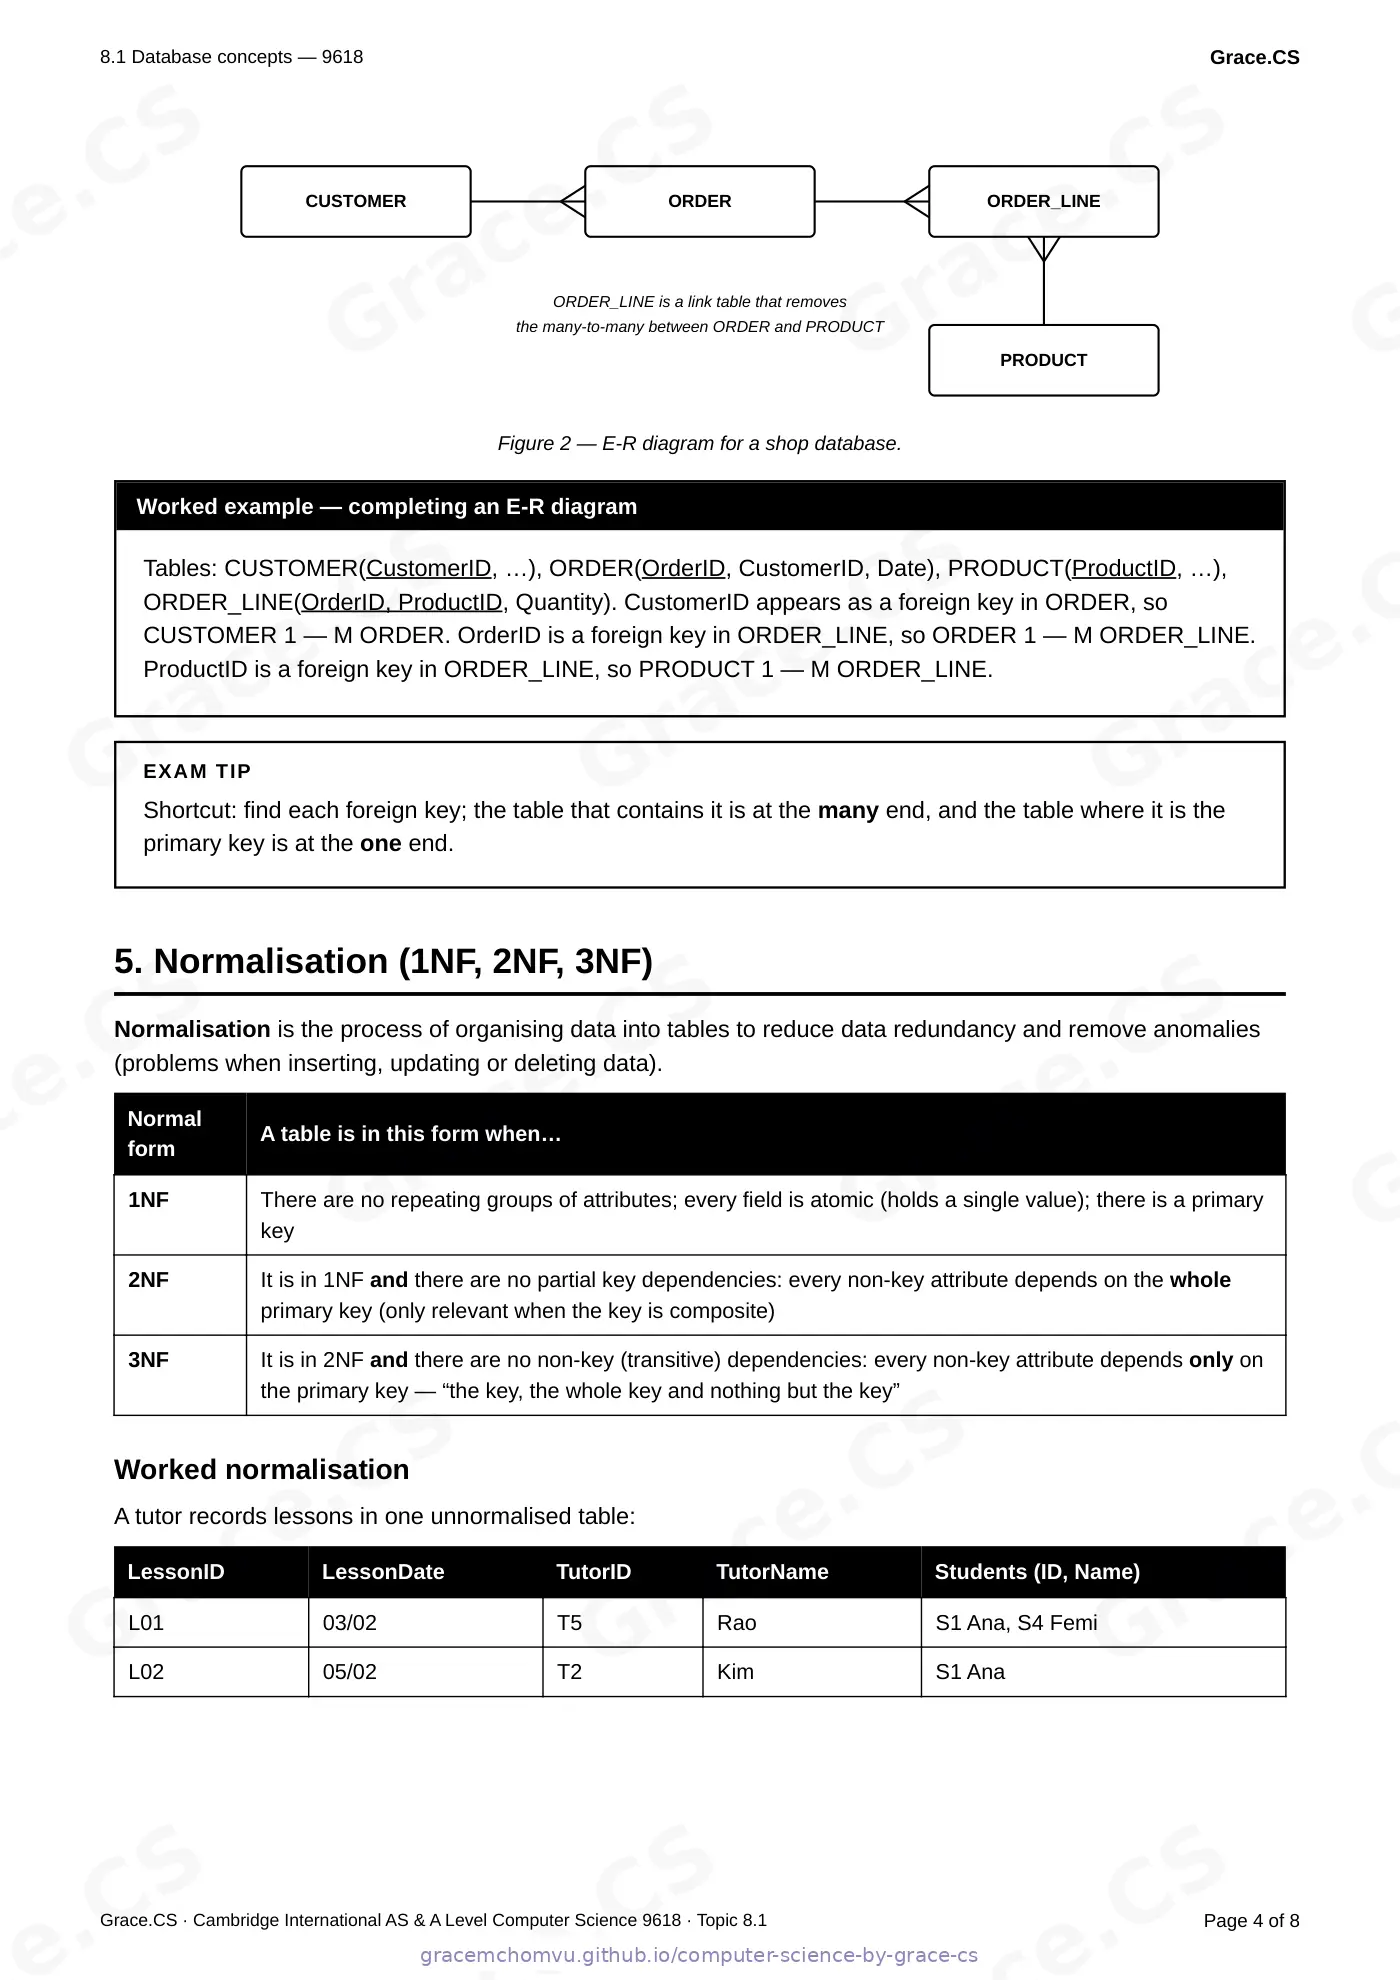 8.1 Database concepts — 9618
Grace.CS
CUSTOMER
ORDER
ORDER_LINE
ORDER_LINE is a link table that removes
the many-to-many between ORDER and PRODUCT
PRODUCT
Figure 2 — E-R diagram for a shop database.
Worked example — completing an E-R diagram
Tables: CUSTOMER(CustomerID, …), ORDER(OrderID, CustomerID, Date), PRODUCT(ProductID, …),
ORDER_LINE(OrderID, ProductID, Quantity). CustomerID appears as a foreign key in ORDER, so
CUSTOMER 1 — M ORDER. OrderID is a foreign key in ORDER_LINE, so ORDER 1 — M ORDER_LINE.
ProductID is a foreign key in ORDER_LINE, so PRODUCT 1 — M ORDER_LINE.
EXAM TIP
Shortcut: find each foreign key; the table that contains it is at the many end, and the table where it is the
primary key is at the one end.
5. Normalisation (1NF, 2NF, 3NF)
Normalisation is the process of organising data into tables to reduce data redundancy and remove anomalies
(problems when inserting, updating or deleting data).
Normal
form
A table is in this form when…
1NF
There are no repeating groups of attributes; every field is atomic (holds a single value); there is a primary
key
2NF
It is in 1NF and there are no partial key dependencies: every non-key attribute depends on the whole
primary key (only relevant when the key is composite)
3NF
It is in 2NF and there are no non-key (transitive) dependencies: every non-key attribute depends only on
the primary key — “the key, the whole key and nothing but the key”
Worked normalisation
A tutor records lessons in one unnormalised table:
LessonID LessonDate TutorID TutorName Students (ID, Name)
L01 03/02 T5 Rao S1 Ana, S4 Femi
L02 05/02 T2 Kim S1 Ana
Grace.CS · Cambridge International AS & A Level Computer Science 9618 · Topic 8.1
Page 4 of 8
gracemchomvu.github.io/computer-science-by-grace-cs